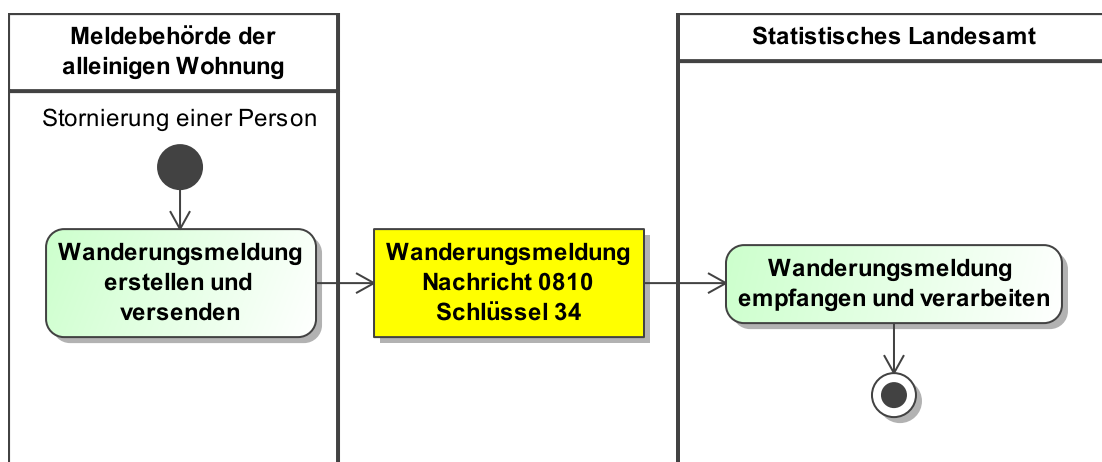 Meldebehörde der
alleinigen Wohnung
Statistisches Landesamt
Stornierung einer Person
Wanderungsmeldung
erstellen und
versenden
Wanderungsmeldung
Nachricht 0810
Schlüssel 34
Wanderungsmeldung
empfangen und verarbeiten